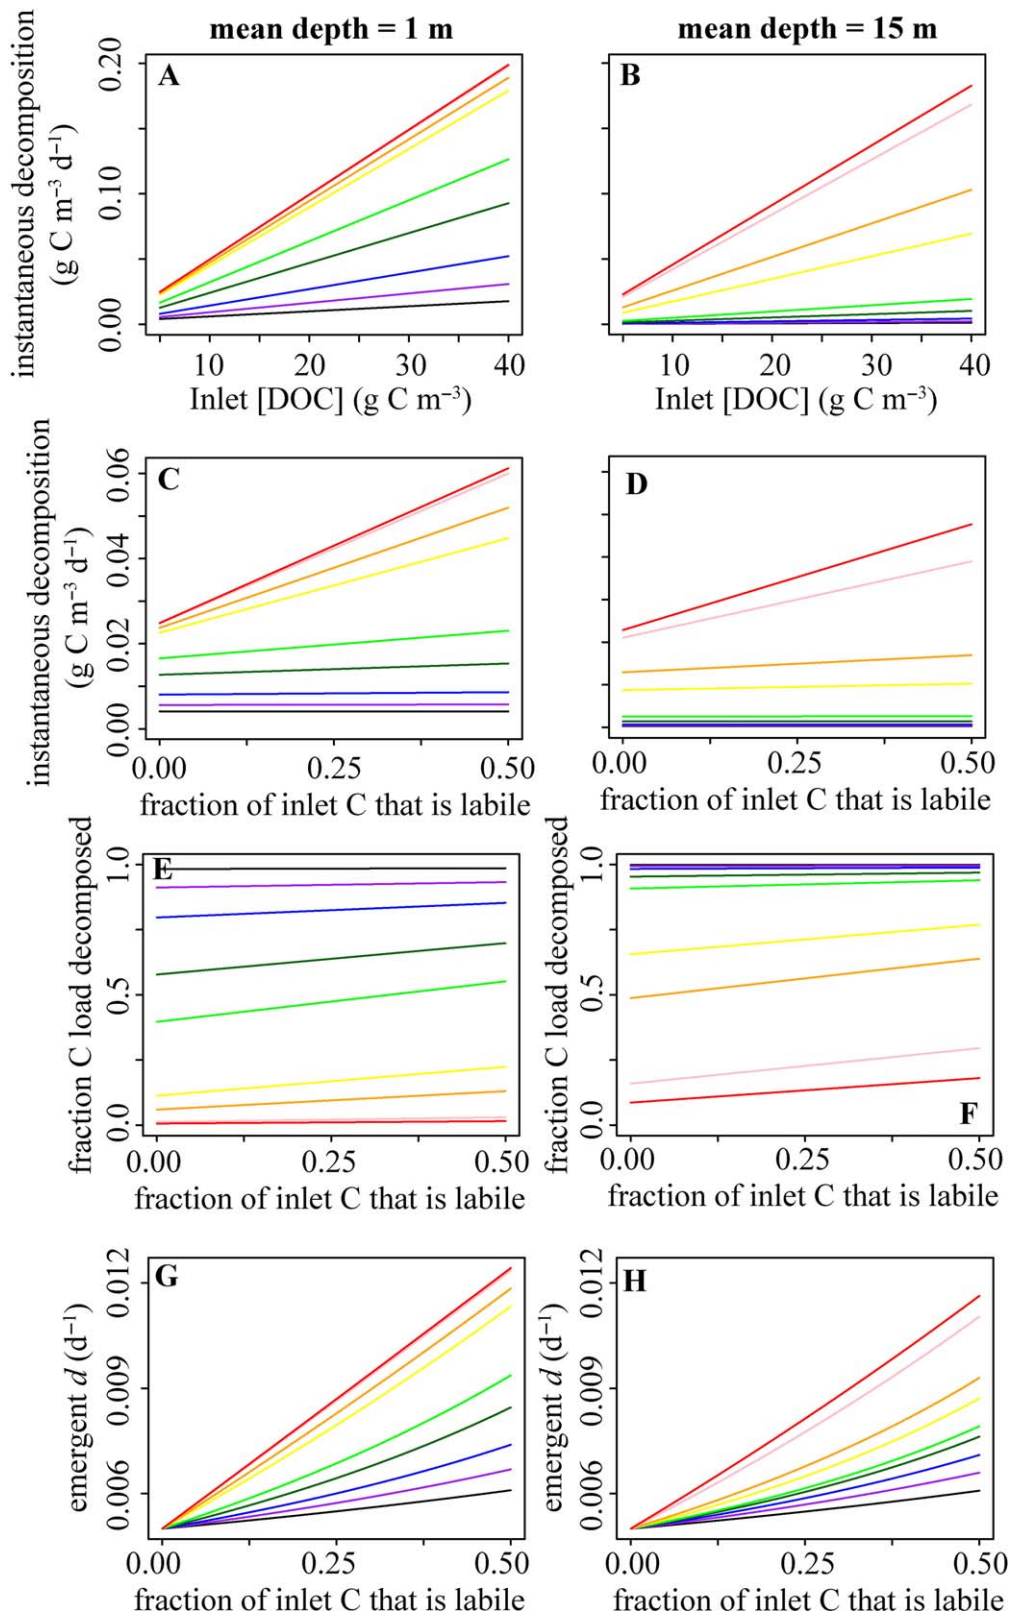 mean depth = 1 m
mean depth = 15 m
instantaneous decomposition
(g C m⁻³ d⁻¹)
0.20
0.10
0.00
A
10 20 30 40
Inlet [DOC] (g C m⁻³)
B
10 20 30 40
Inlet [DOC] (g C m⁻³)
instantaneous decomposition
(g C m⁻³ d⁻¹)
0.06
0.04
0.02
0.00
C
0.00 0.25 0.50
fraction of inlet C that is labile
D
0.00 0.25 0.50
fraction of inlet C that is labile
fraction C load decomposed
1.0
0.5
0.0
E
0.00 0.25 0.50
fraction of inlet C that is labile
fraction C load decomposed
1.0
0.5
0.0
F
0.00 0.25 0.50
fraction of inlet C that is labile
emergent d (d⁻¹)
0.012
0.009
0.006
G
0.00 0.25 0.50
fraction of inlet C that is labile
emergent d (d⁻¹)
0.012
0.009
0.006
H
0.00 0.25 0.50
fraction of inlet C that is labile